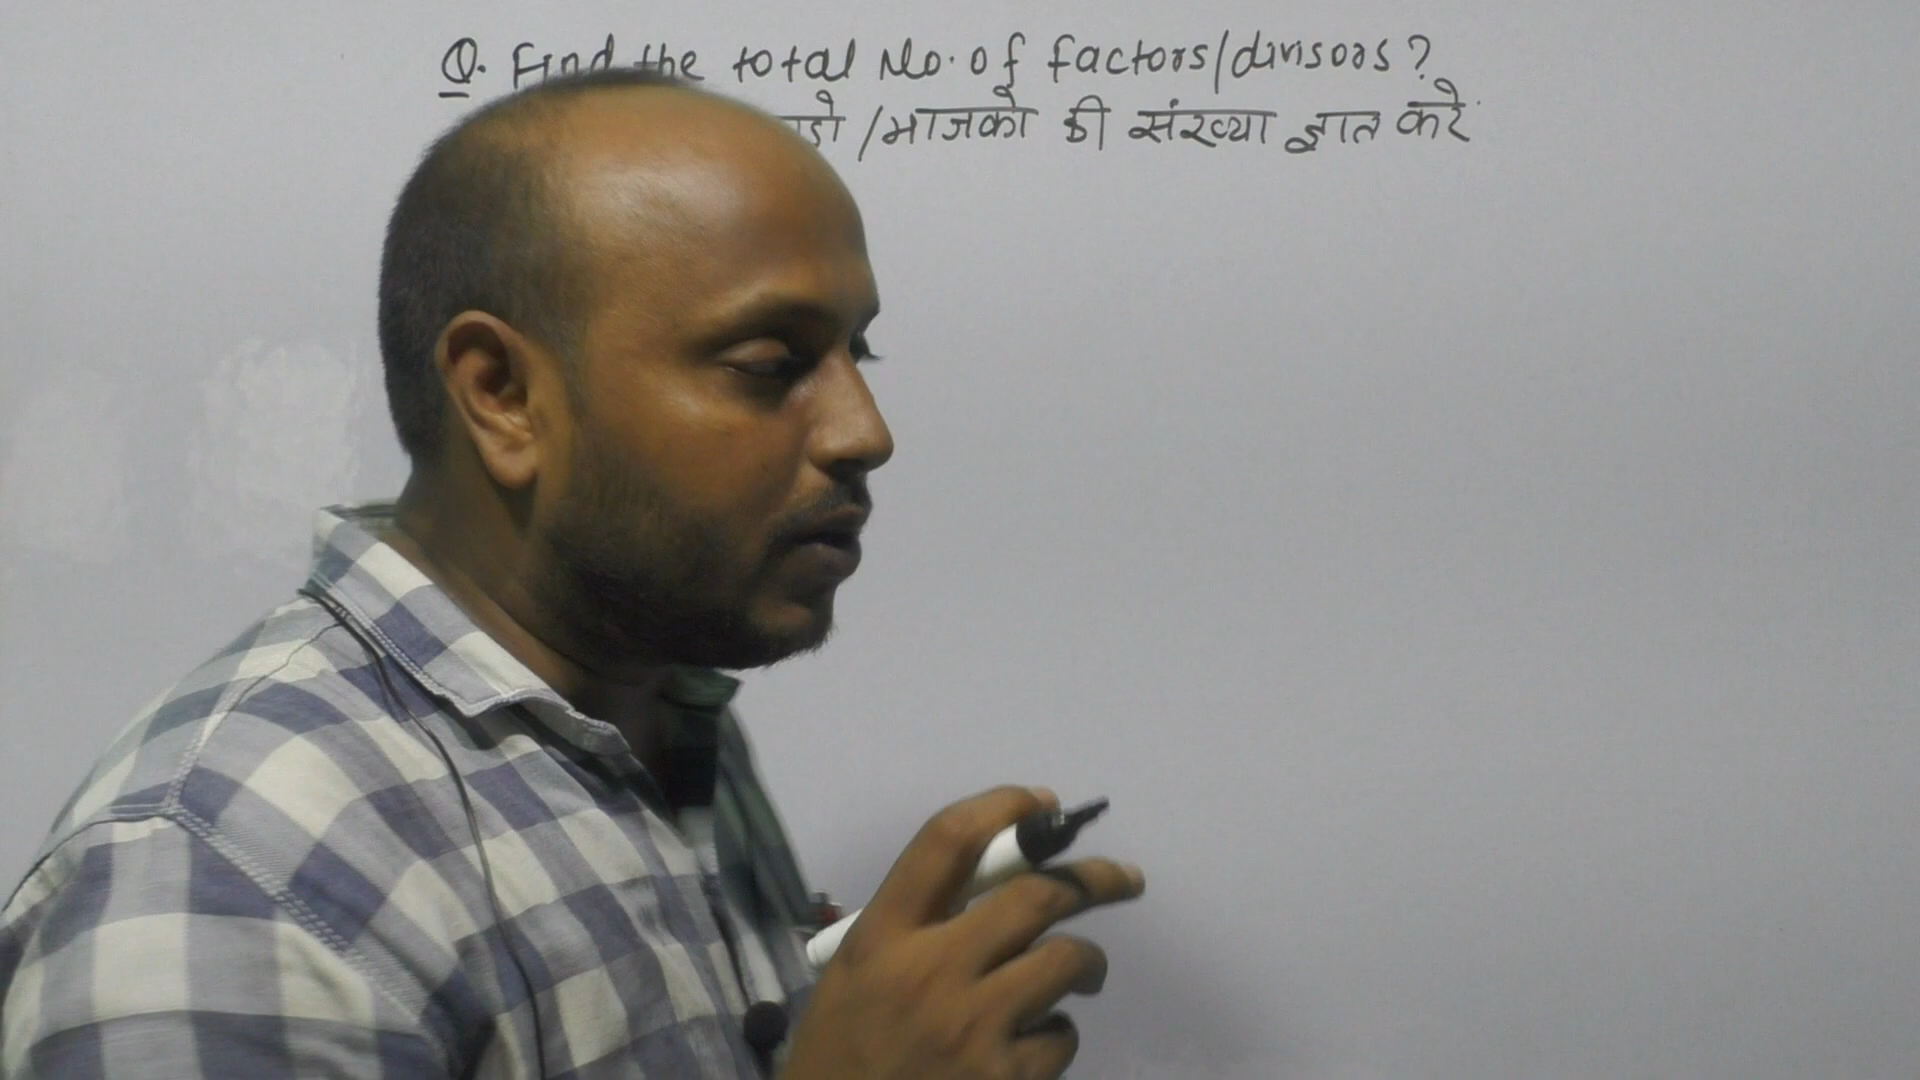 Q. Find the total No. of factors/divisors?
/भाजको की संख्या ज्ञात करे